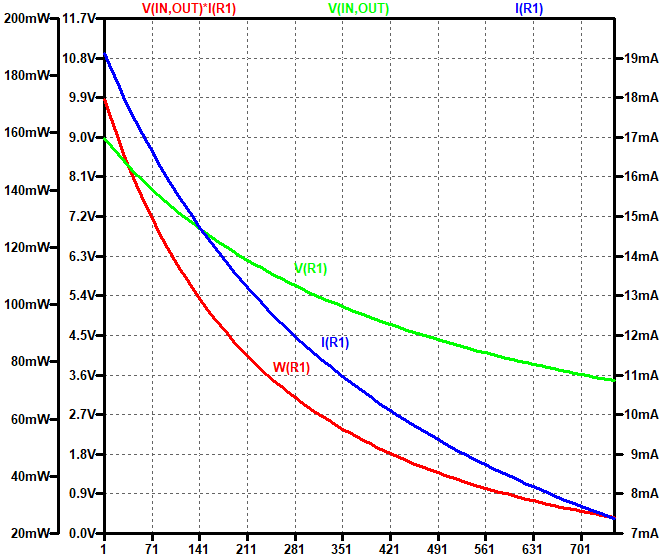 V(IN,OUT)*I(R1) V(IN,OUT) I(R1)
200mW 11.7V
10.8V 19mA
180mW
9.9V 18mA
160mW 9.0V 17mA
8.1V 16mA
140mW
7.2V 15mA
120mW 6.3V 14mA
V(R1)
100mW 5.4V 13mA
4.5V 12mA
I(R1)
80mW W(R1)
3.6V 11mA
60mW 2.7V 10mA
1.8V 9mA
40mW
0.9V 8mA
20mW 0.0V 7mA
1 71 141 211 281 351 421 491 561 631 701